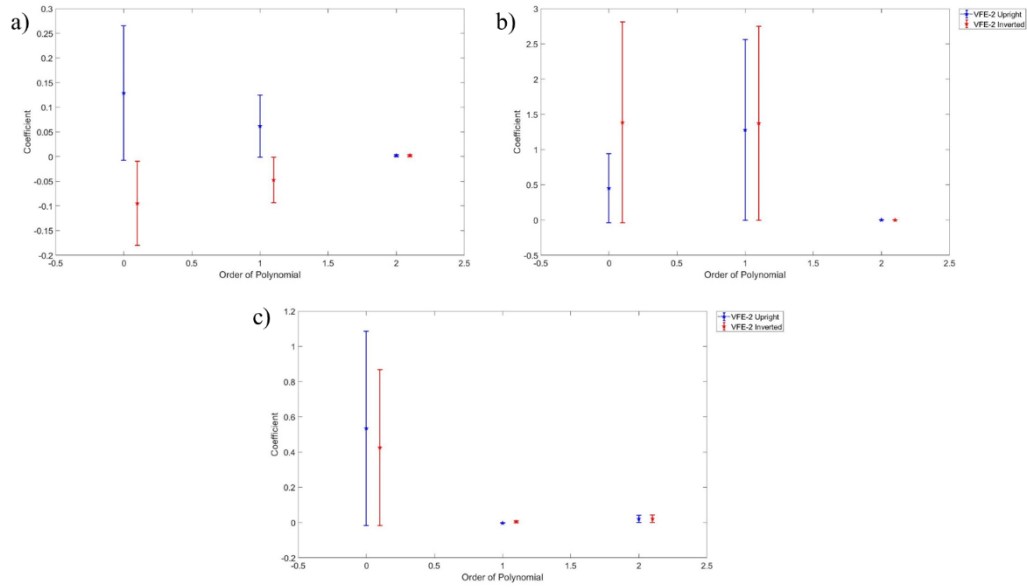 a)
0.3
0.25
0.2
0.15
0.1
0.05
0
-0.05
-0.1
-0.15
-0.2
Coefficient
-0.5 0 0.5 1 1.5 2 2.5
Order of Polynomial
b)
3
2.5
2
1.5
1
0.5
0
-0.5
Coefficient
-0.5 0 0.5 1 1.5 2 2.5
Order of Polynomial
VFE-2 Upright
VFE-2 Inverted
c)
1.2
1
0.8
0.6
0.4
0.2
0
-0.2
Coefficient
-0.5 0 0.5 1 1.5 2 2.5
Order of Polynomial
VFE-2 Upright
VFE-2 Inverted